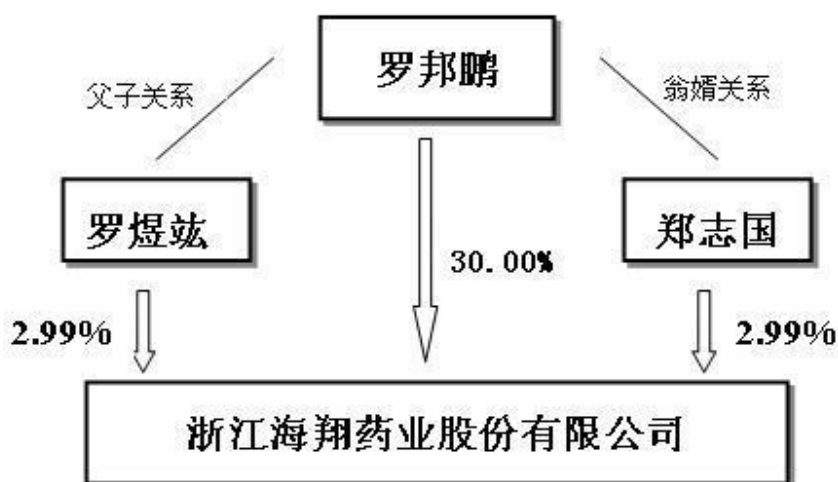 罗邦鹏
父子关系
翁婿关系
罗煜竑
郑志国
30.00%
2.99%
2.99%
浙江海翔药业股份有限公司